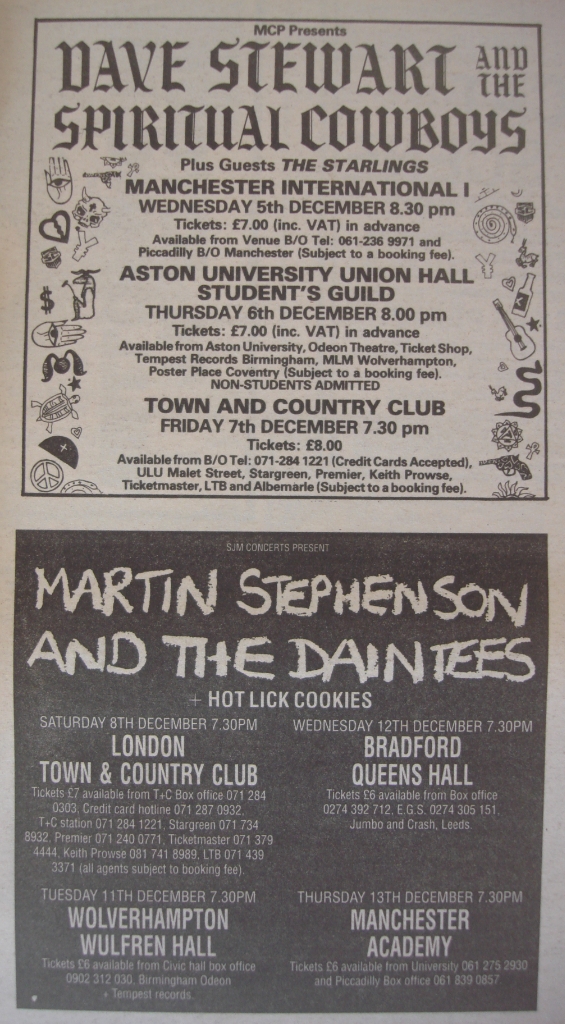 MCP Presents
DAVE STEWART AND THE
SPIRITUAL COWBOYS
Plus Guests THE STARLINGS
MANCHESTER INTERNATIONAL I
WEDNESDAY 5th DECEMBER 8.30 pm
Tickets: £7.00 (inc. VAT) in advance
Available from Venue B/O Tel: 061-236 9971 and
Piccadilly B/O Manchester (Subject to a booking fee).
ASTON UNIVERSITY UNION HALL
STUDENT'S GUILD
THURSDAY 6th DECEMBER 8.00 pm
Tickets: £7.00 (inc. VAT) in advance
Available from Aston University, Odeon Theatre, Ticket Shop,
Tempest Records Birmingham, MLM Wolverhampton,
Poster Place Coventry (Subject to a booking fee).
NON-STUDENTS ADMITTED
TOWN AND COUNTRY CLUB
FRIDAY 7th DECEMBER 7.30 pm
Tickets: £8.00
Available from B/O Tel: 071-284 1221 (Credit Cards Accepted),
ULU Malet Street, Stargreen, Premier, Keith Prowse,
Ticketmaster, LTB and Albemarle (Subject to a booking fee).
SJM CONCERTS PRESENT
MARTIN STEPHENSON
AND THE DAINTEES
+ HOT LICK COOKIES
SATURDAY 8TH DECEMBER 7.30PM
LONDON
TOWN & COUNTRY CLUB
Tickets £7 available from T+C Box office 071 284
0303, Credit card hotline 071 287 0932,
T+C station 071 284 1221, Stargreen 071 734
8932, Premier 071 240 0771, Ticketmaster 071 379
4444, Keith Prowse 081 741 8989, LTB 071 439
3371 (all agents subject to booking fee).
WEDNESDAY 12TH DECEMBER 7.30PM
BRADFORD
QUEENS HALL
Tickets £6 available from Box office
0274 392 712, E.G.S. 0274 305 151,
Jumbo and Crash, Leeds.
TUESDAY 11TH DECEMBER 7.30PM
WOLVERHAMPTON
WULFREN HALL
Tickets £6 available from Civic hall box office
0902 312 030, Birmingham Odeon
+ Tempest records.
THURSDAY 13TH DECEMBER 7.30PM
MANCHESTER
ACADEMY
Tickets £6 available from University 061 275 2930
and Piccadilly Box office 061 839 0857